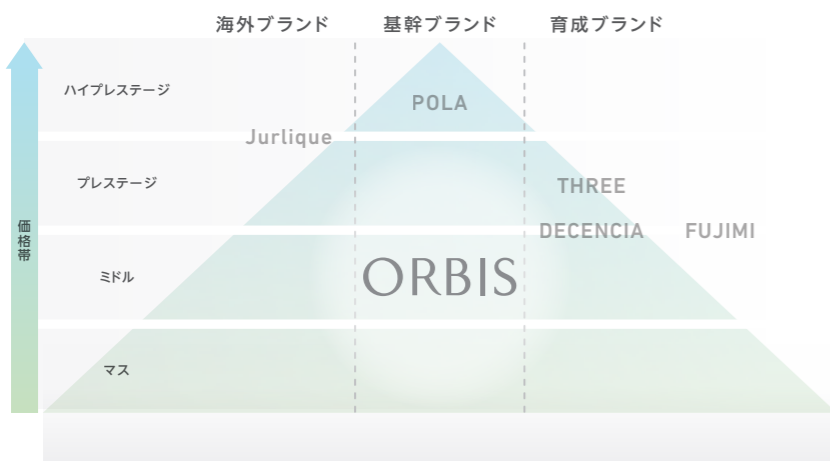 海外ブランド
基幹ブランド
育成ブランド
ハイプレステージ
POLA
Jurlique
プレステージ
THREE
価格帯
DECENCIA
FUJIMI
ミドル
ORBIS
マス